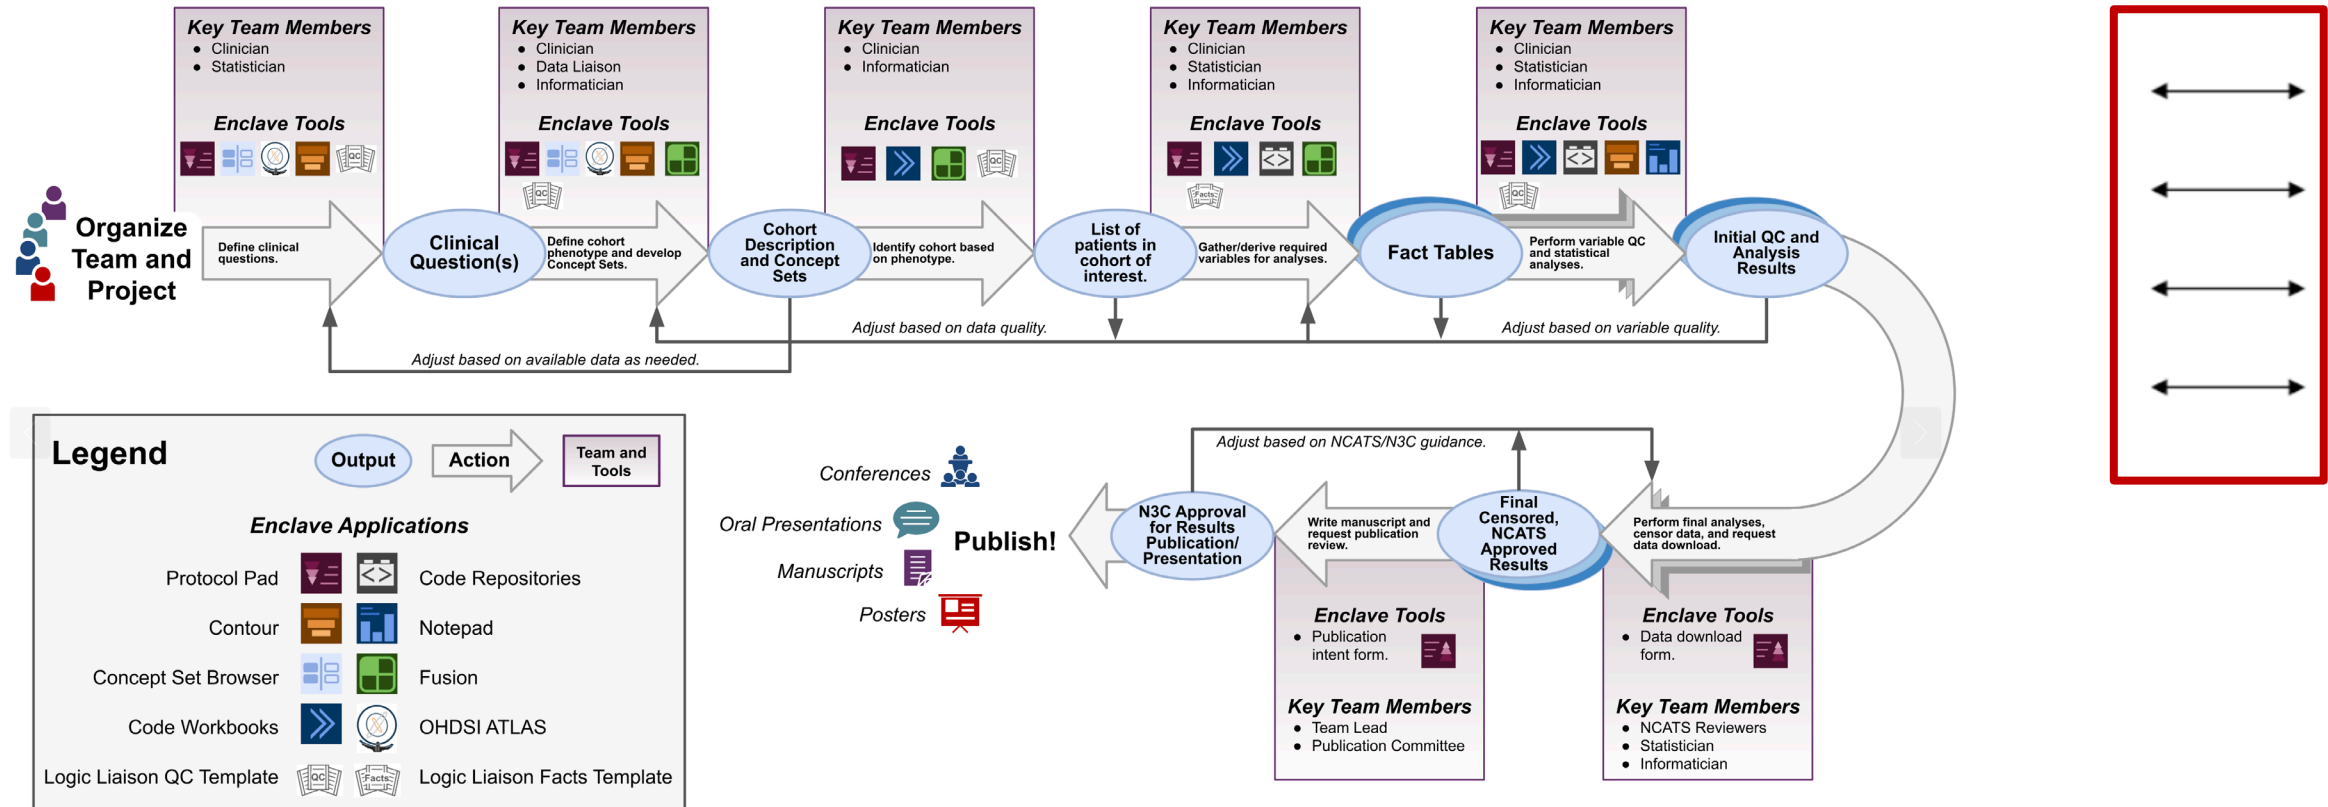 Key Team Members
● Clinician
● Statistician
Enclave Tools
QC
Key Team Members
● Clinician
● Data Liaison
● Informatician
Enclave Tools
QC
Key Team Members
● Clinician
● Informatician
Enclave Tools
QC
Key Team Members
● Clinician
● Statistician
● Informatician
Enclave Tools
Facts
Key Team Members
● Clinician
● Statistician
● Informatician
Enclave Tools
QC
Organize
Team and
Project
Define clinical
questions.
Clinical
Question(s)
Define cohort
phenotype and develop
Concept Sets.
Cohort
Description
and Concept
Sets
Identify cohort based
on phenotype.
List of
patients in
cohort of
interest.
Gather/derive required
variables for analyses.
Fact Tables
Perform variable QC
and statistical
analyses.
Initial QC and
Analysis
Results
Adjust based on data quality.
Adjust based on variable quality.
Adjust based on available data as needed.
Adjust based on NCATS/N3C guidance.
Perform final analyses,
censor data, and request
data download.
Final
Censored,
NCATS
Approved
Results
Write manuscript and
request publication
review.
N3C Approval
for Results
Publication/
Presentation
Publish!
Conferences
Oral Presentations
Manuscripts
Posters
Enclave Tools
● Publication
intent form.
Key Team Members
● Team Lead
● Publication Committee
Enclave Tools
● Data download
form.
Key Team Members
● NCATS Reviewers
● Statistician
● Informatician
Legend
Output
Action
Team and
Tools
Enclave Applications
Protocol Pad
Code Repositories
Contour
Notepad
Concept Set Browser
Fusion
Code Workbooks
OHDSI ATLAS
Logic Liaison QC Template
QC
Facts
Logic Liaison Facts Template